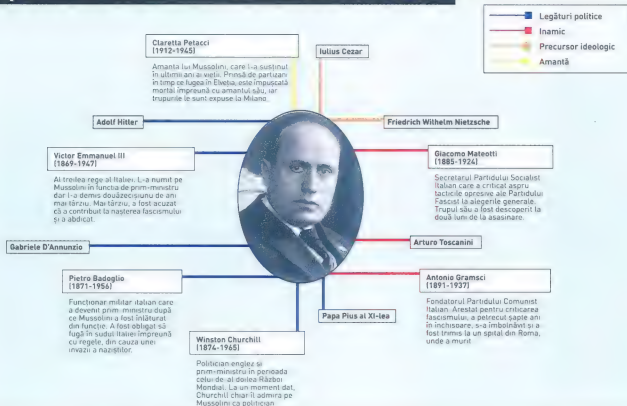 Legături politice
Inamic
Precursor ideologic
Amantă
Claretta Petacci
(1912-1945)
Amanta lui Mussolini, care l-a susținut
în ultimii ani ai vieții. Prinsă de partizani
în timp ce fugea în Elveția, este împușcată
mortal împreună cu amantul său, iar
trupurile le sunt expuse la Milano.
Iulius Cezar
Adolf Hitler
Friedrich Wilhelm Nietzsche
Victor Emmanuel III
(1869-1947)
Al treilea rege al Italiei. L-a numit pe
Mussolini în funcția de prim-ministru
dar l-a demis douăzecișiunu de ani
mai târziu. Mai târziu, a fost acuzat
că a contribuit la nașterea fascismului
și a abdicat.
Giacomo Mateotti
(1885-1924)
Secretarul Partidului Socialist
Italian care a criticat aspru
tacticile opresive ale Partidului
Fascist la alegerile generale.
Trupul său a fost descoperit la
două luni de la asasinare.
Gabriele D'Annunzio
Arturo Toscanini
Pietro Badoglio
(1871-1956)
Funcționar militar italian care
a devenit prim-ministru după
ce Mussolini a fost înlăturat
din funcție. A fost obligat să
fugă în sudul Italiei împreună
cu regele, din cauza unei
invazii a naziștilor.
Antonio Gramsci
(1891-1937)
Fondatorul Partidului Comunist
Italian. Arestat pentru criticarea
fascismului, a petrecut șapte ani
în închisoare, s-a îmbolnăvit și a
fost trimis la un spital din Roma,
unde a murit.
Papa Pius al XI-lea
Winston Churchill
(1874-1965)
Politician englez și
prim-ministru în perioada
celui de-al doilea Război
Mondial. La un moment dat,
Churchill chiar îl admira pe
Mussolini ca politician.